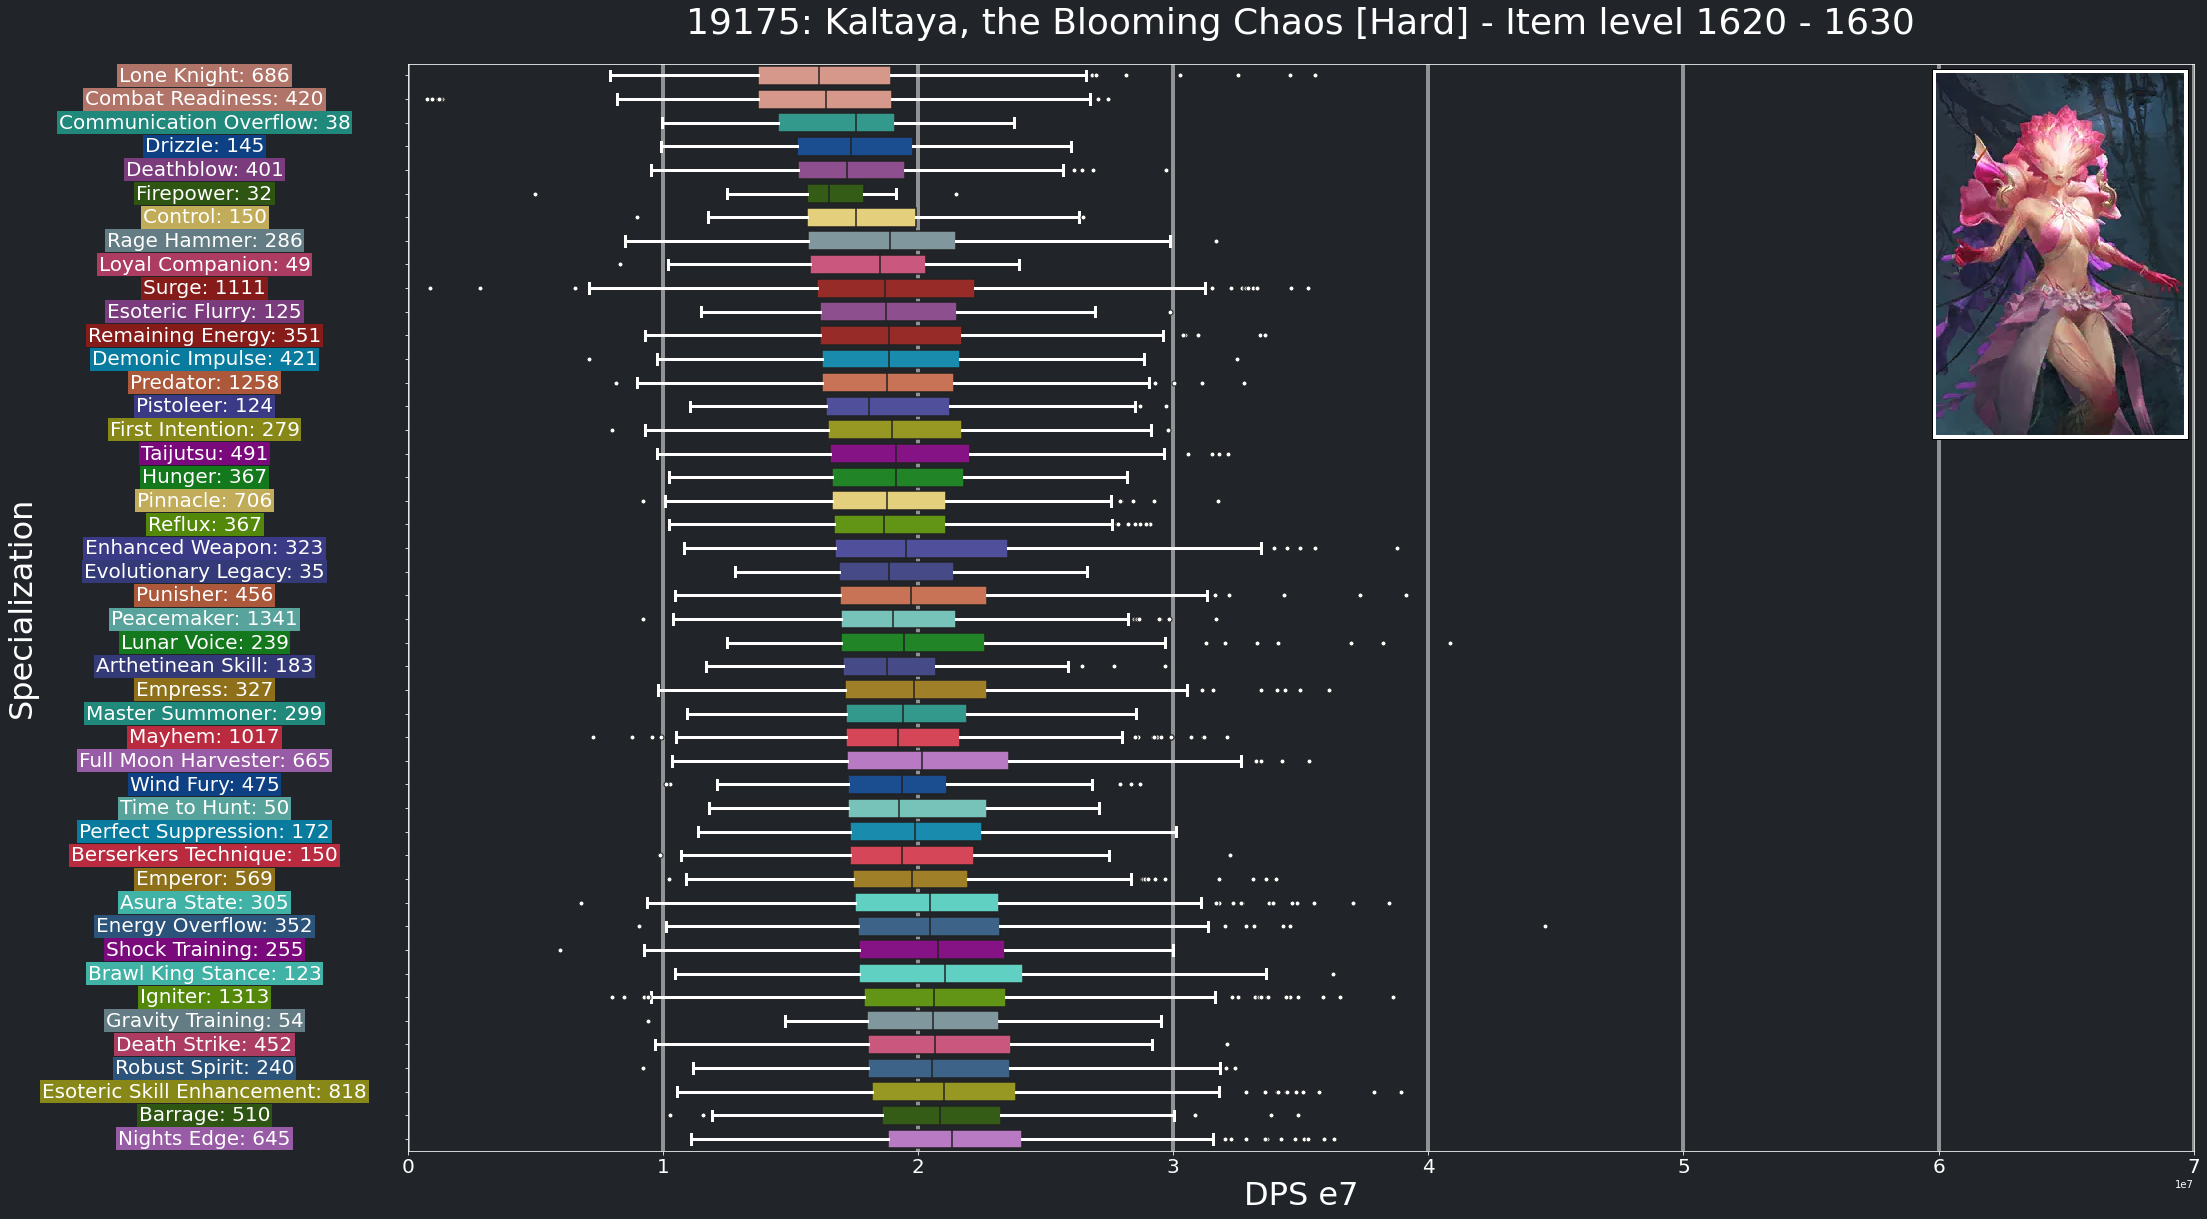 19175: Kaltaya, the Blooming Chaos [Hard] - Item level 1620 - 1630
Specialization
Lone Knight: 686
Combat Readiness: 420
Communication Overflow: 38
Drizzle: 145
Deathblow: 401
Firepower: 32
Control: 150
Rage Hammer: 286
Loyal Companion: 49
Surge: 1111
Esoteric Flurry: 125
Remaining Energy: 351
Demonic Impulse: 421
Predator: 1258
Pistoleer: 124
First Intention: 279
Taijutsu: 491
Hunger: 367
Pinnacle: 706
Reflux: 367
Enhanced Weapon: 323
Evolutionary Legacy: 35
Punisher: 456
Peacemaker: 1341
Lunar Voice: 239
Arthetinean Skill: 183
Empress: 327
Master Summoner: 299
Mayhem: 1017
Full Moon Harvester: 665
Wind Fury: 475
Time to Hunt: 50
Perfect Suppression: 172
Berserkers Technique: 150
Emperor: 569
Asura State: 305
Energy Overflow: 352
Shock Training: 255
Brawl King Stance: 123
Igniter: 1313
Gravity Training: 54
Death Strike: 452
Robust Spirit: 240
Esoteric Skill Enhancement: 818
Barrage: 510
Nights Edge: 645
0 1 2 3 4 5 6 7
1e7
DPS e7